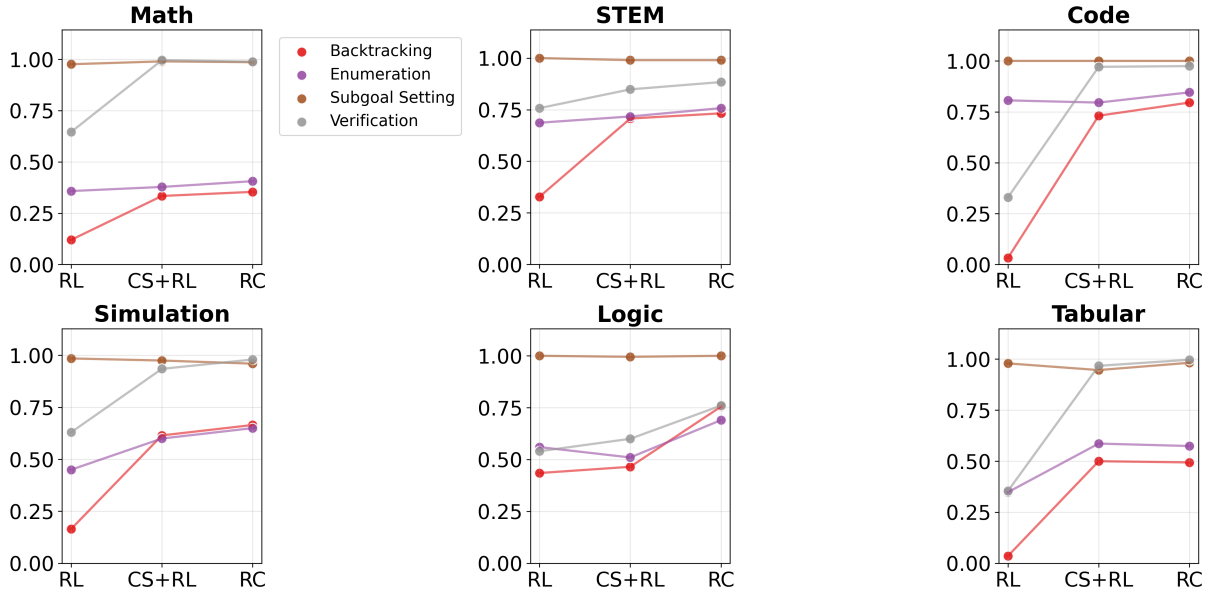 Math
1.00
0.75
0.50
0.25
0.00
RL CS+RL RC
Backtracking
Enumeration
Subgoal Setting
Verification
STEM
1.00
0.75
0.50
0.25
0.00
RL CS+RL RC
Code
1.00
0.75
0.50
0.25
0.00
RL CS+RL RC
Simulation
1.00
0.75
0.50
0.25
0.00
RL CS+RL RC
Logic
1.00
0.75
0.50
0.25
0.00
RL CS+RL RC
Tabular
1.00
0.75
0.50
0.25
0.00
RL CS+RL RC